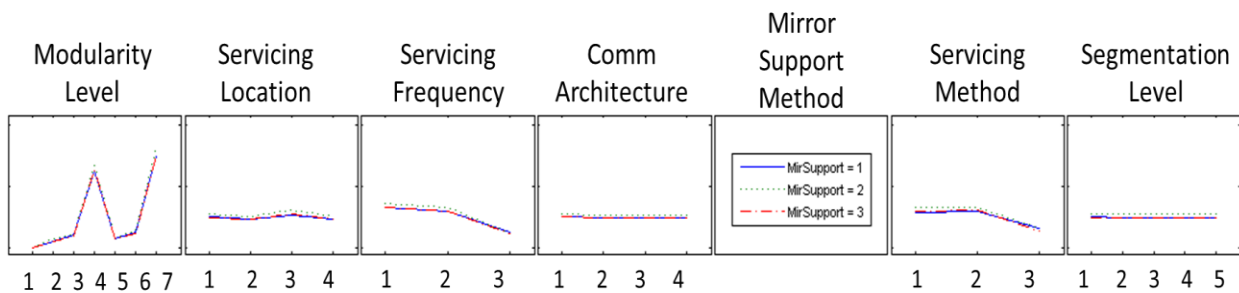 Modularity
Level
Servicing
Location
Servicing
Frequency
Comm
Architecture
Mirror
Support
Method
Servicing
Method
Segmentation
Level
MirSupport = 1
MirSupport = 2
MirSupport = 3
1 2 3 4 5 6 7
1 2 3 4
1 2 3
1 2 3 4
1 2 3
1 2 3 4 5